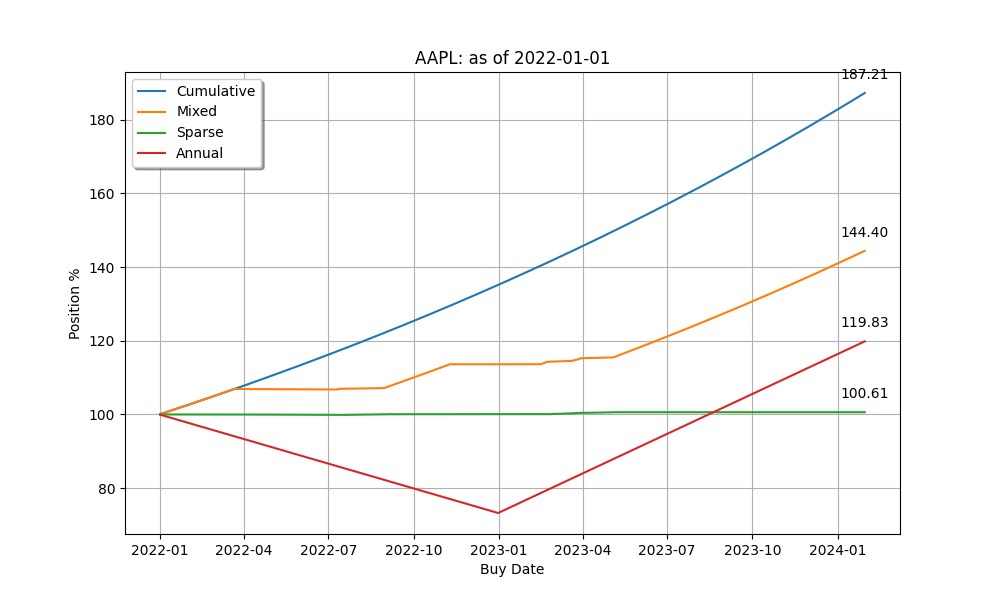 AAPL: as of 2022-01-01
187.21
Cumulative
Mixed
Sparse
Annual
180
160
144.40
140
119.83
120
100.61
100
80
Position %
2022-01 2022-04 2022-07 2022-10 2023-01 2023-04 2023-07 2023-10 2024-01
Buy Date